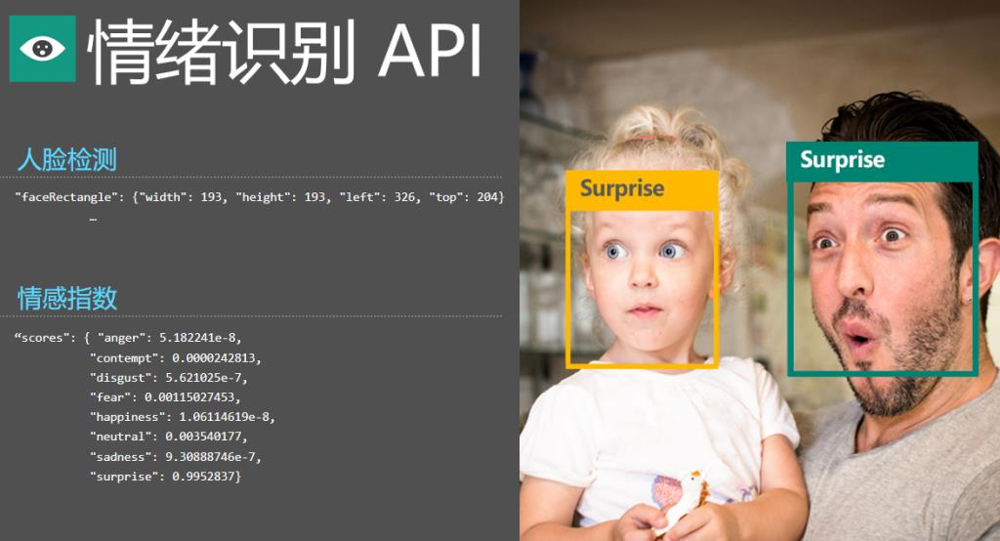 情绪识别 API
人脸检测
"faceRectangle": {"width": 193, "height": 193, "left": 326, "top": 204}
…
情感指数
“scores": { "anger": 5.182241e-8,
"contempt": 0.0000242813,
"disgust": 5.621025e-7,
"fear": 0.00115027453,
"happiness": 1.06114619e-8,
"neutral": 0.003540177,
"sadness": 9.30888746e-7,
"surprise": 0.9952837}
Surprise
Surprise